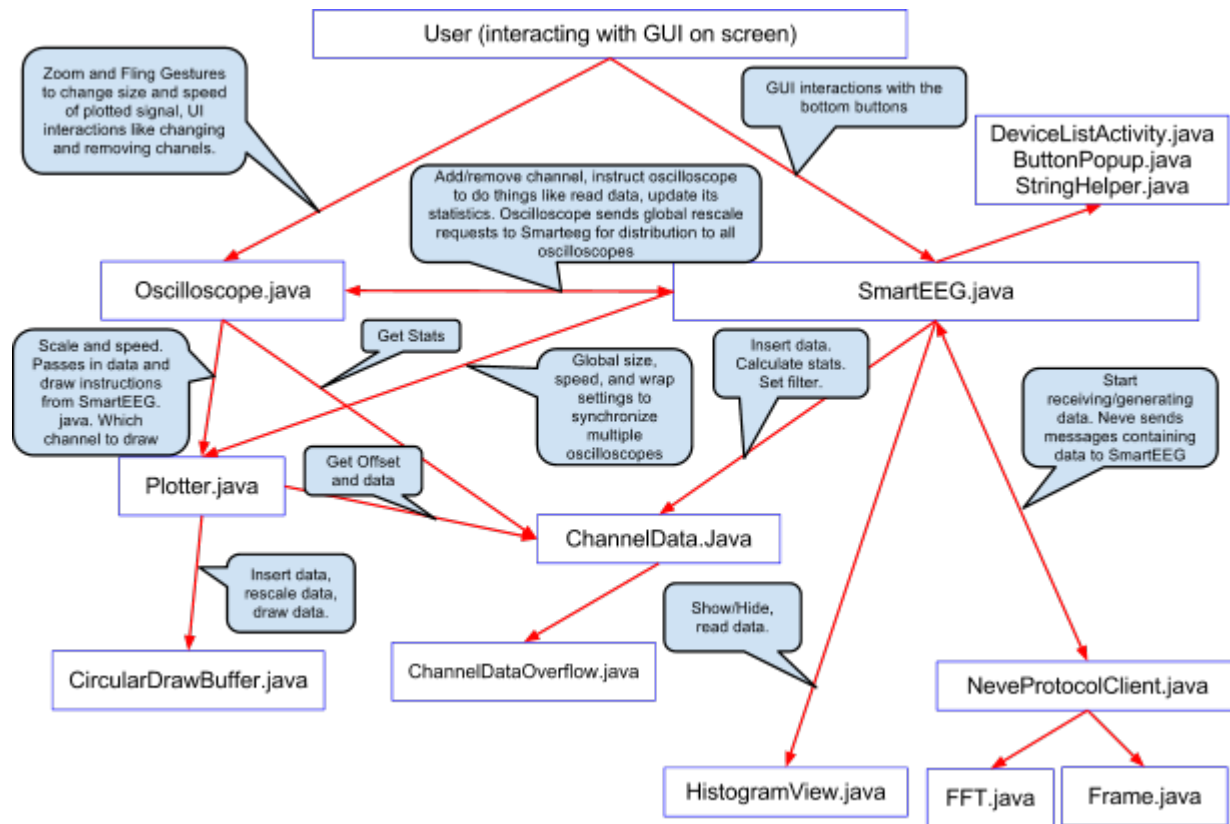 User (interacting with GUI on screen)
Zoom and Fling Gestures
to change size and speed
of plotted signal, UI
interactions like changing
and removing chanels.
GUI interactions with the
bottom buttons
DeviceListActivity.java
ButtonPopup.java
StringHelper.java
Add/remove channel, instruct oscilloscope
to do things like read data, update its
statistics. Oscilloscope sends global rescale
requests to Smarteeg for distribution to all
oscilloscopes
Oscilloscope.java
SmartEEG.java
Scale and speed.
Passes in data and
draw instructions
from SmartEEG.
java. Which
channel to draw
Get Stats
Global size,
speed, and wrap
settings to
synchronize
multiple
oscilloscopes
Insert data.
Calculate stats.
Set filter.
Start
receiving/generating
data. Neve sends
messages containing
data to SmartEEG
Plotter.java
Get Offset
and data
ChannelData.Java
Insert data,
rescale data,
draw data.
Show/Hide,
read data.
CircularDrawBuffer.java
ChannelDataOverflow.java
NeveProtocolClient.java
HistogramView.java
FFT.java
Frame.java